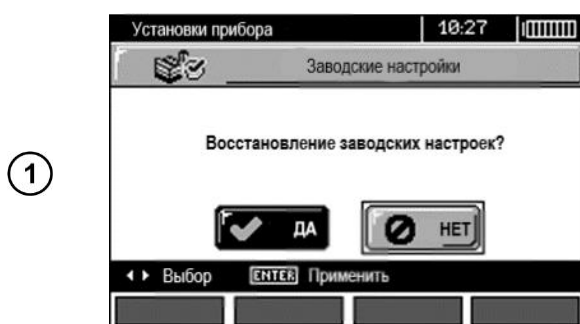 Установки прибора 10:27
Заводские настройки
Восстановление заводских настроек?
1
ДА НЕТ
Выбор ENTER Применить